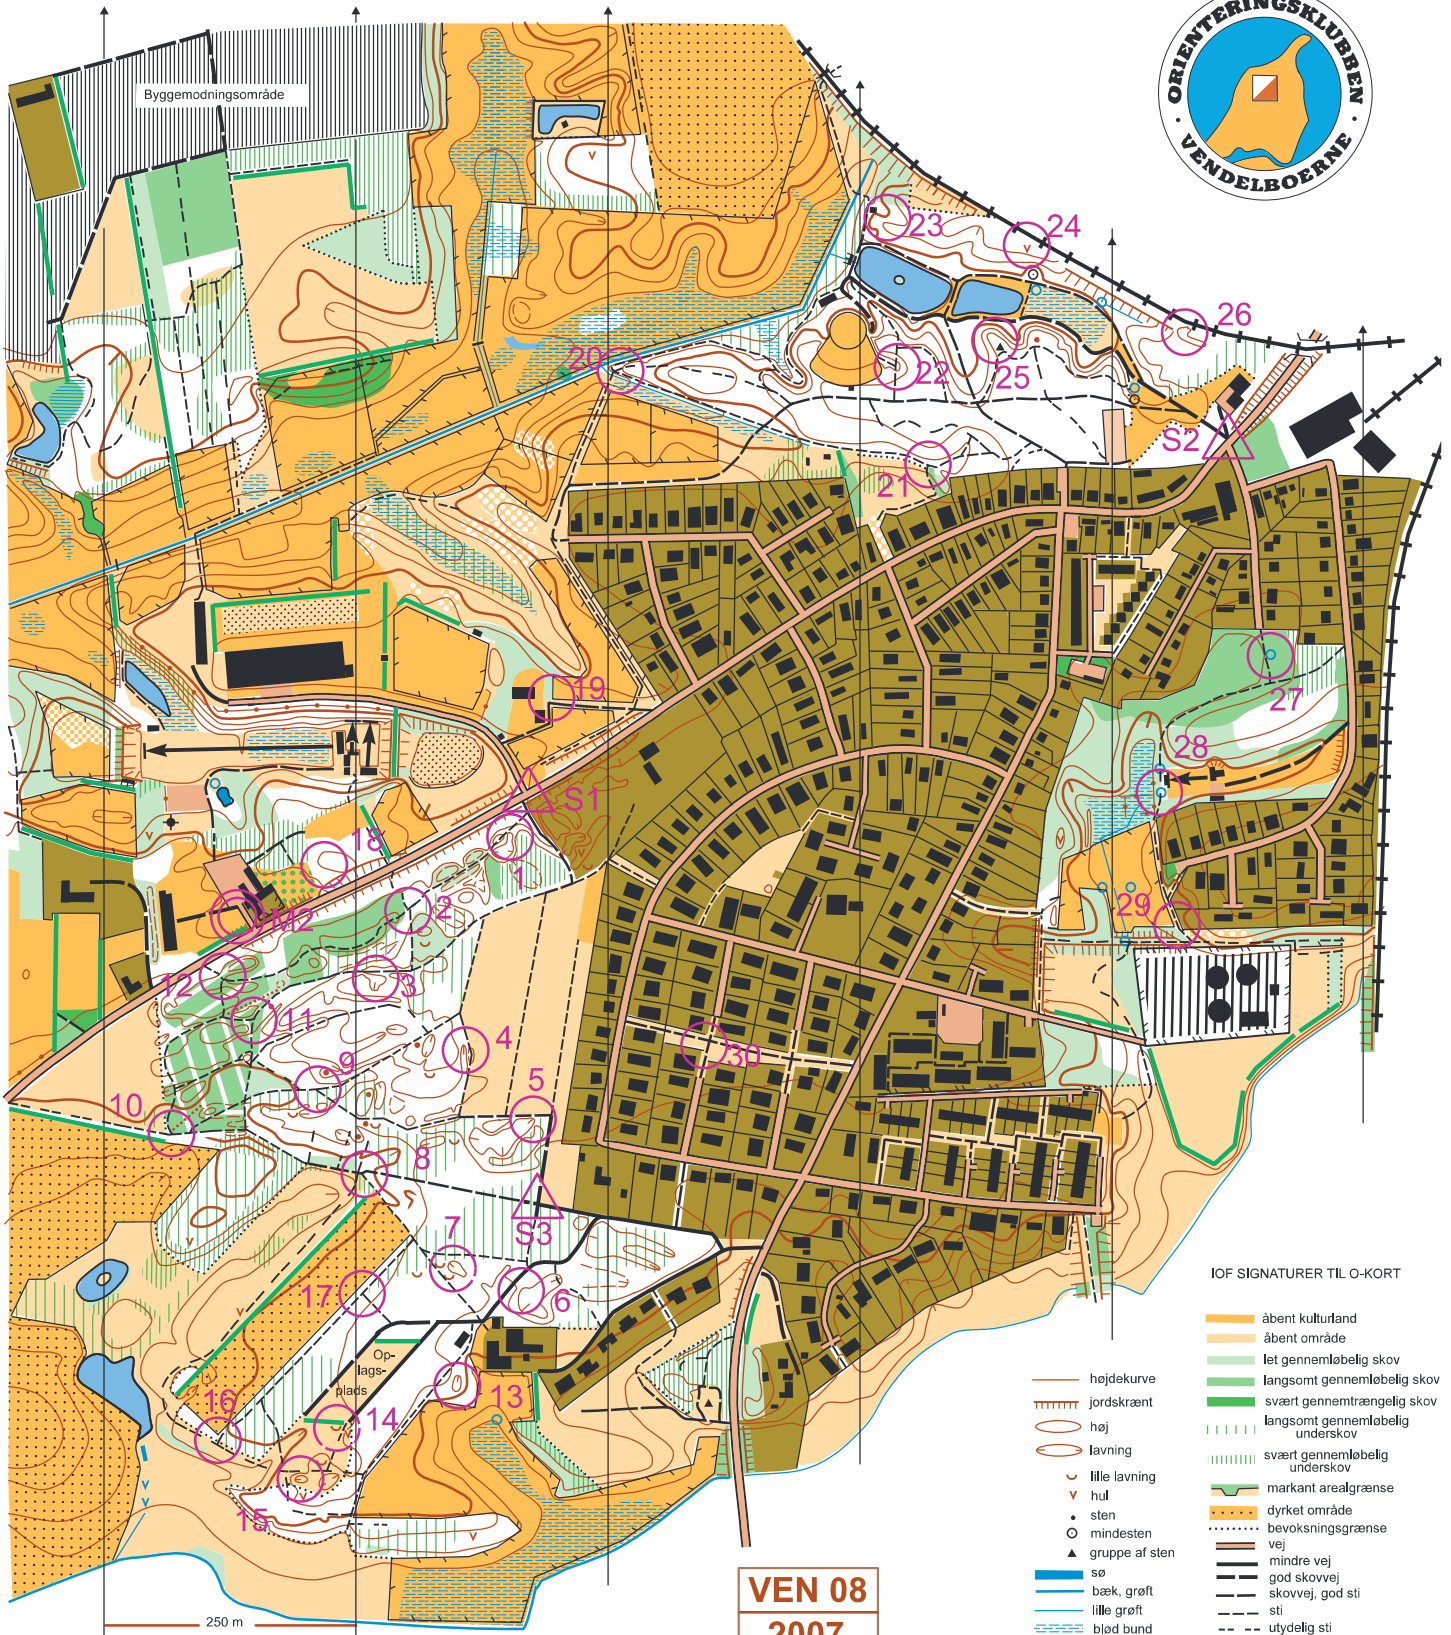 ORIENTERINGSKLUBBEN
· VENDELBOERNE ·
Byggemodningsområde
23
24
26
20
22
25
S2
21
27
19
28
S1
18
1
2
M2
29
12
3
11
4
30
9
5
10
8
S3
7
17
6
Op-
lags-
plads
16
14
13
15
250 m
VEN 08
2007
IOF SIGNATURER TIL O-KORT
højdekurve
jordskrænt
høj
lavning
lille lavning
hul
sten
mindesten
gruppe af sten
sø
bæk, grøft
lille grøft
blød bund
åbent kulturland
åbent område
let gennemløbelig skov
langsomt gennemløbelig skov
svært gennemtrængelig skov
langsomt gennemløbelig
underskov
svært gennemløbelig
underskov
markant arealgrænse
dyrket område
bevoksningsgrænse
vej
mindre vej
god skovvej
skovvej, god sti
sti
utydelig sti